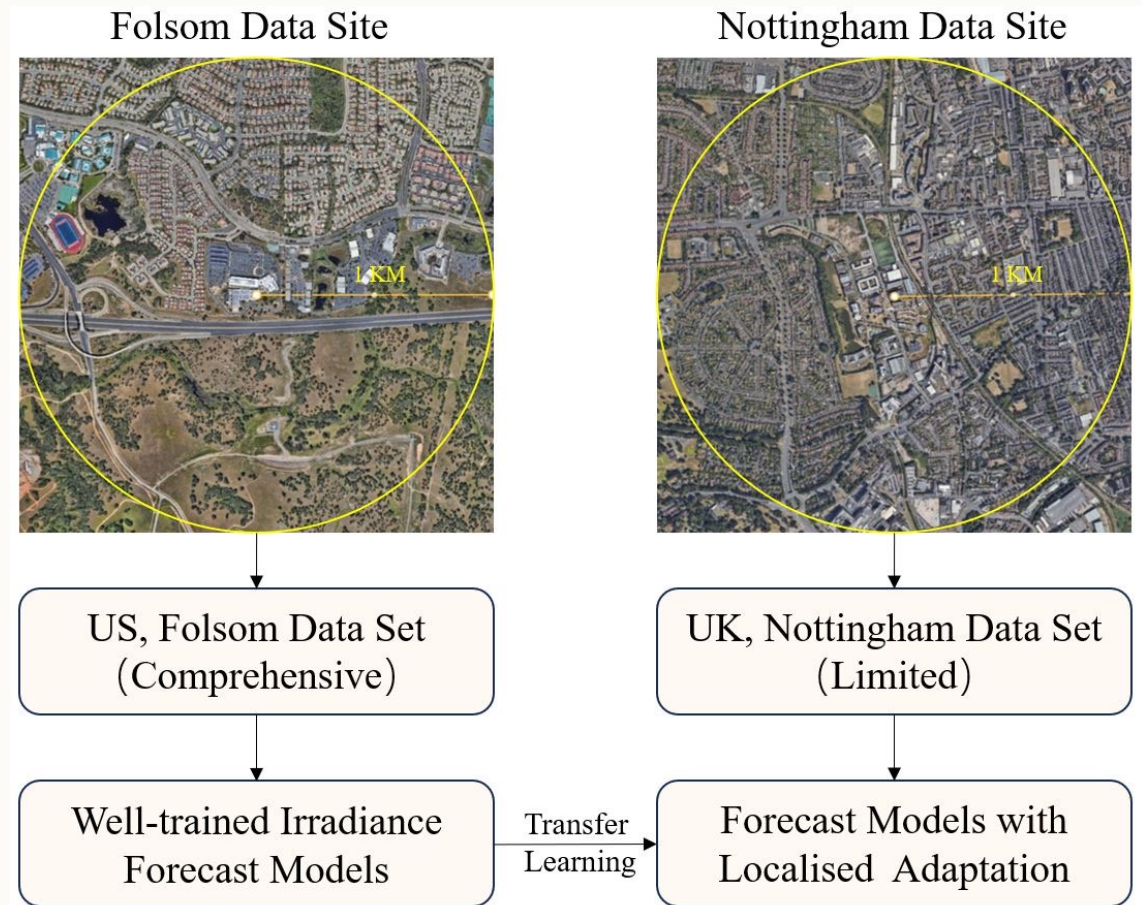 Folsom Data Site
Nottingham Data Site
1 KM
1 KM
US, Folsom Data Set
(Comprehensive)
UK, Nottingham Data Set
(Limited)
Well-trained Irradiance
Forecast Models
Transfer
Learning
Forecast Models with
Localised Adaptation